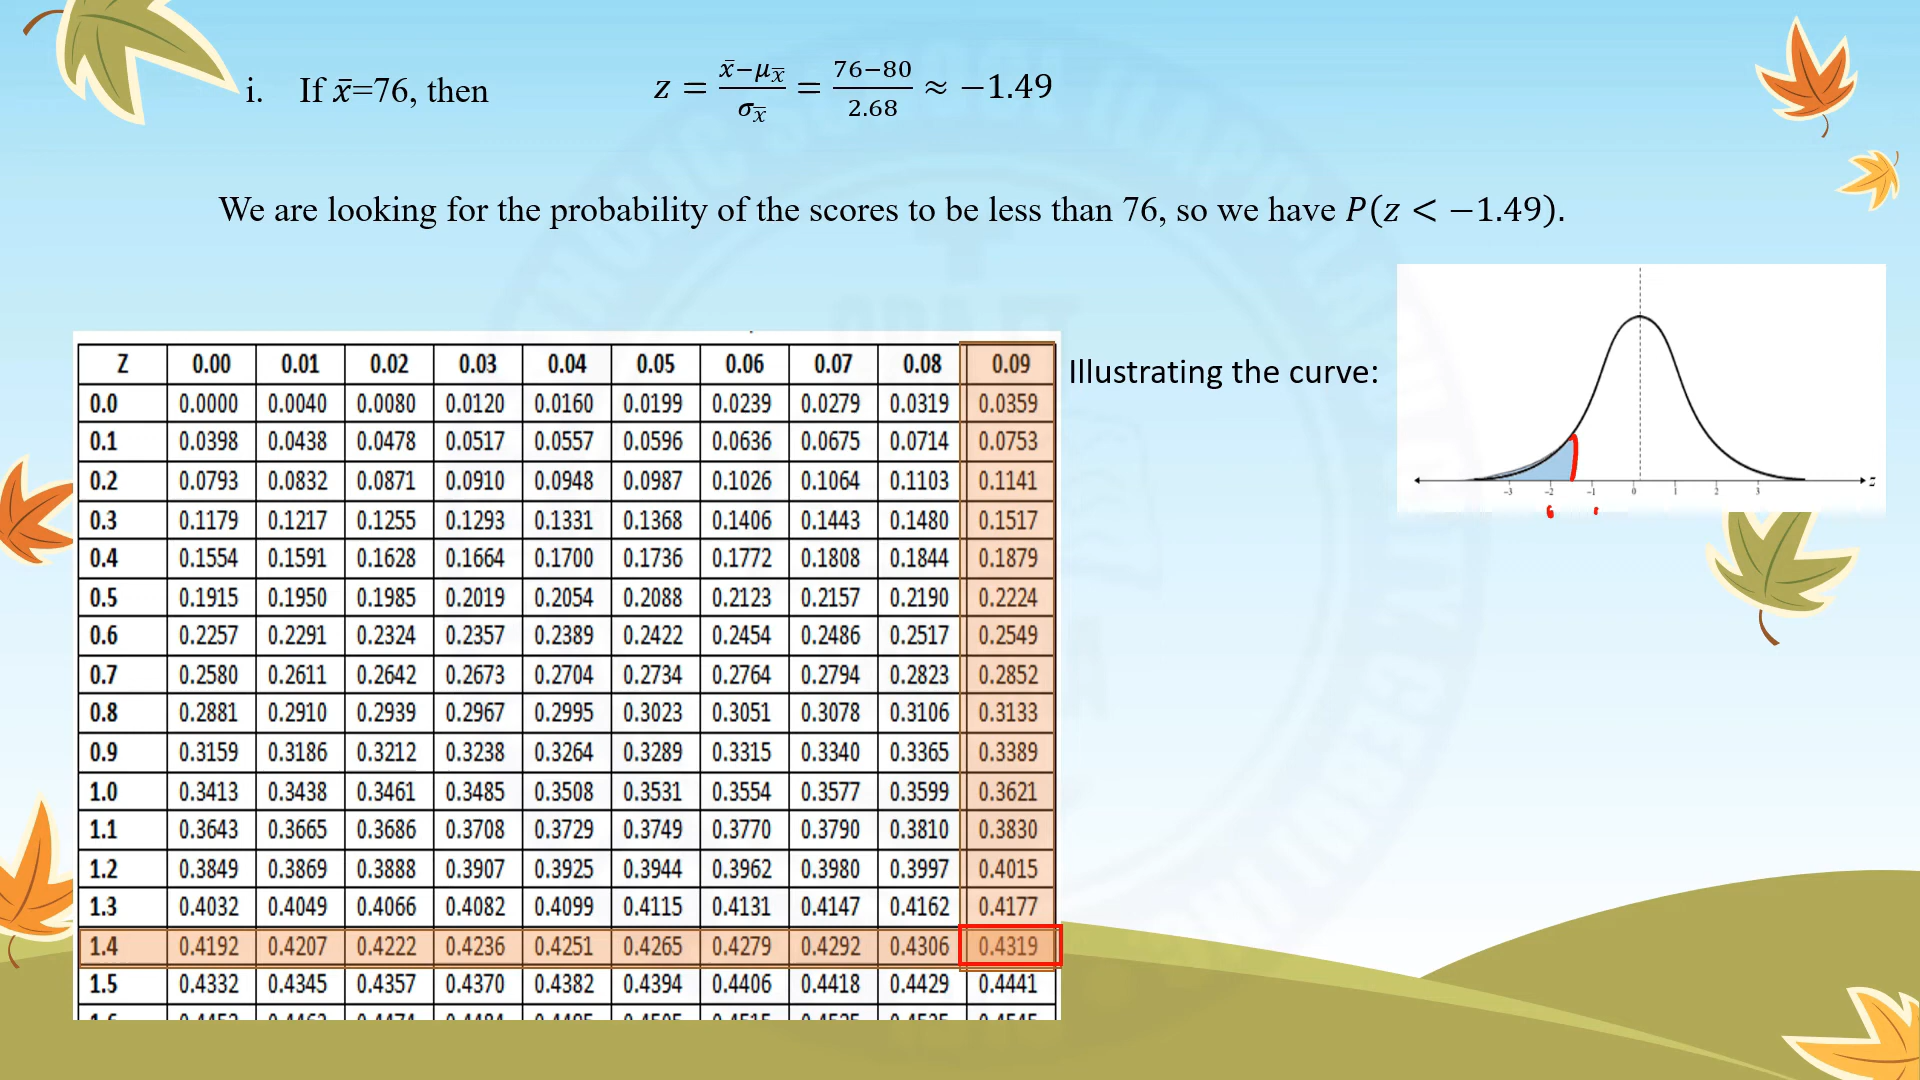 i. If x̄=76, then z = (x̄−μx̄)/σx̄ = (76−80)/2.68 ≈ −1.49
We are looking for the probability of the scores to be less than 76, so we have P(z < −1.49).
Illustrating the curve:
Z 0.00 0.01 0.02 0.03 0.04 0.05 0.06 0.07 0.08 0.09
0.0 0.0000 0.0040 0.0080 0.0120 0.0160 0.0199 0.0239 0.0279 0.0319 0.0359
0.1 0.0398 0.0438 0.0478 0.0517 0.0557 0.0596 0.0636 0.0675 0.0714 0.0753
0.2 0.0793 0.0832 0.0871 0.0910 0.0948 0.0987 0.1026 0.1064 0.1103 0.1141
0.3 0.1179 0.1217 0.1255 0.1293 0.1331 0.1368 0.1406 0.1443 0.1480 0.1517
0.4 0.1554 0.1591 0.1628 0.1664 0.1700 0.1736 0.1772 0.1808 0.1844 0.1879
0.5 0.1915 0.1950 0.1985 0.2019 0.2054 0.2088 0.2123 0.2157 0.2190 0.2224
0.6 0.2257 0.2291 0.2324 0.2357 0.2389 0.2422 0.2454 0.2486 0.2517 0.2549
0.7 0.2580 0.2611 0.2642 0.2673 0.2704 0.2734 0.2764 0.2794 0.2823 0.2852
0.8 0.2881 0.2910 0.2939 0.2967 0.2995 0.3023 0.3051 0.3078 0.3106 0.3133
0.9 0.3159 0.3186 0.3212 0.3238 0.3264 0.3289 0.3315 0.3340 0.3365 0.3389
1.0 0.3413 0.3438 0.3461 0.3485 0.3508 0.3531 0.3554 0.3577 0.3599 0.3621
1.1 0.3643 0.3665 0.3686 0.3708 0.3729 0.3749 0.3770 0.3790 0.3810 0.3830
1.2 0.3849 0.3869 0.3888 0.3907 0.3925 0.3944 0.3962 0.3980 0.3997 0.4015
1.3 0.4032 0.4049 0.4066 0.4082 0.4099 0.4115 0.4131 0.4147 0.4162 0.4177
1.4 0.4192 0.4207 0.4222 0.4236 0.4251 0.4265 0.4279 0.4292 0.4306 0.4319
1.5 0.4332 0.4345 0.4357 0.4370 0.4382 0.4394 0.4406 0.4418 0.4429 0.4441
-3 -2 -1 0 1 2 3 z